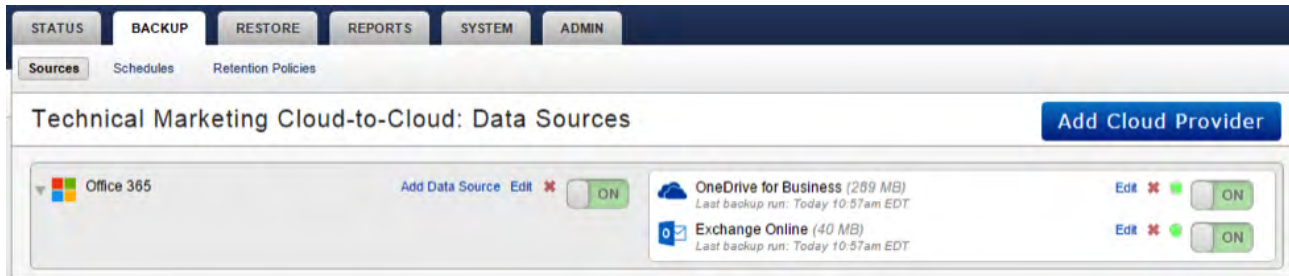 STATUS BACKUP RESTORE REPORTS SYSTEM ADMIN
Sources Schedules Retention Policies
Technical Marketing Cloud-to-Cloud: Data Sources Add Cloud Provider
Office 365 Add Data Source Edit ON
OneDrive for Business (289 MB) Edit ON
Last backup run: Today 10:57am EDT
Exchange Online (40 MB) Edit ON
Last backup run: Today 10:57am EDT